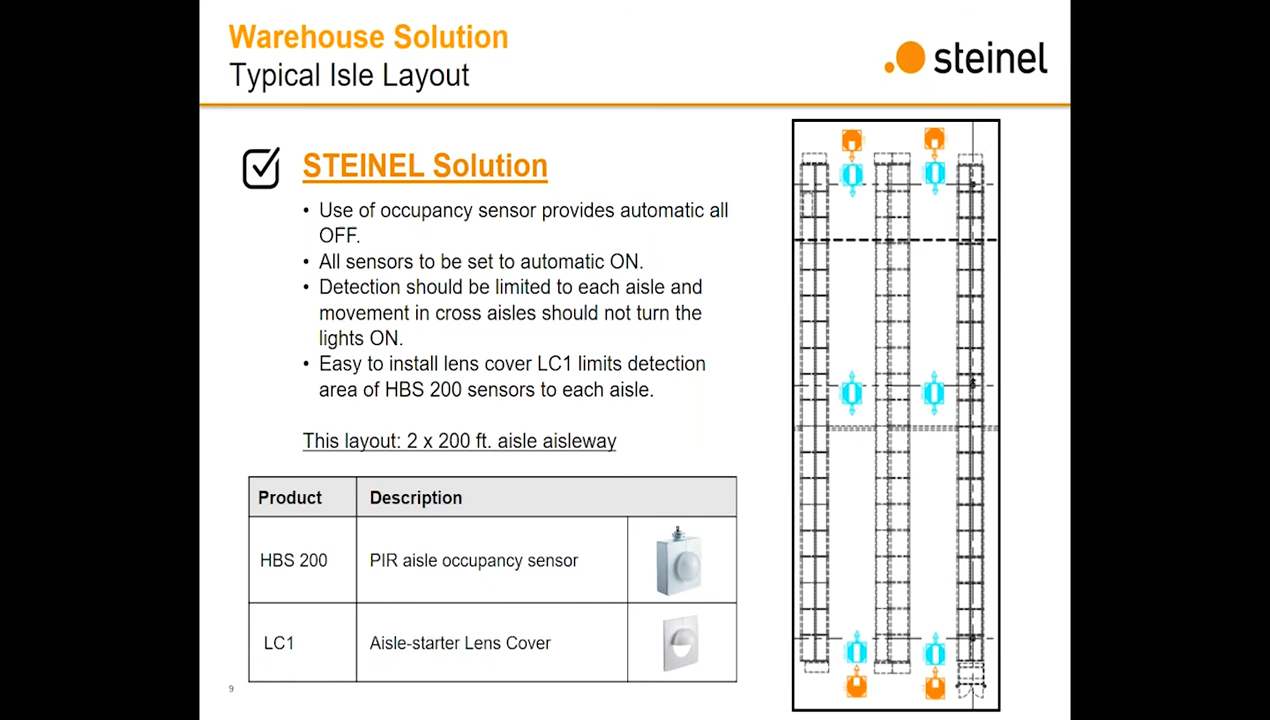 Warehouse Solution
Typical Isle Layout
steinel
STEINEL Solution
• Use of occupancy sensor provides automatic all
OFF.
• All sensors to be set to automatic ON.
• Detection should be limited to each aisle and
movement in cross aisles should not turn the
lights ON.
• Easy to install lens cover LC1 limits detection
area of HBS 200 sensors to each aisle.
This layout: 2 x 200 ft. aisle aisleway
Product Description
HBS 200 PIR aisle occupancy sensor
LC1 Aisle-starter Lens Cover
9